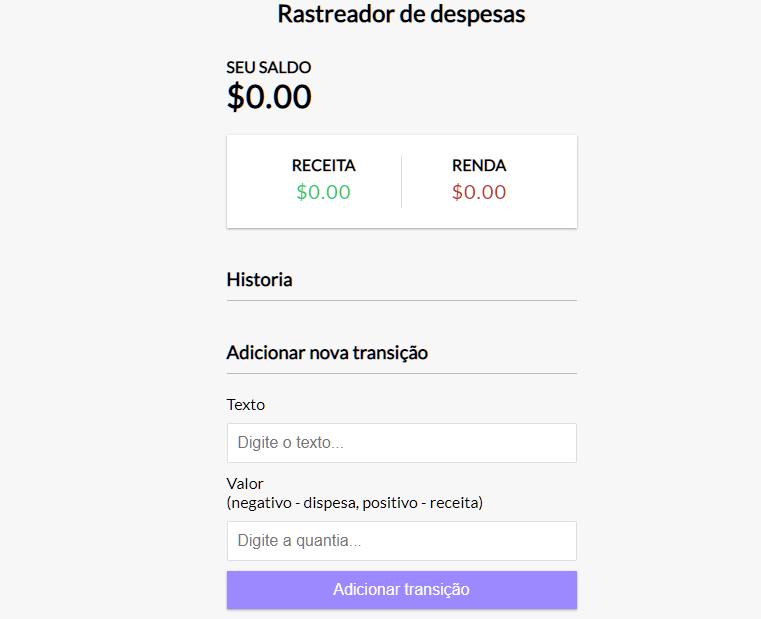 Rastreador de despesas
SEU SALDO
$0.00
RECEITA
$0.00
RENDA
$0.00
Historia
Adicionar nova transição
Texto
Digite o texto...
Valor
(negativo - dispesa, positivo - receita)
Digite a quantia...
Adicionar transição